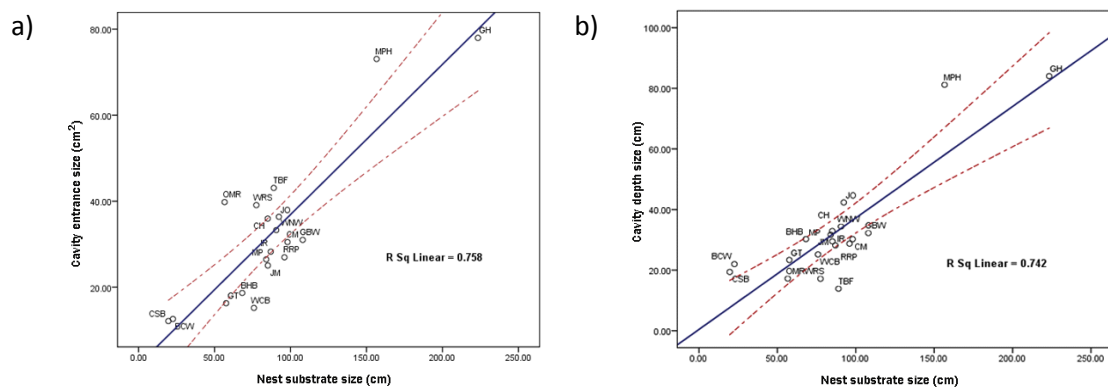 a)
Cavity entrance size (cm²)
80.00
60.00
40.00
20.00
GH
MPH
TBF
OMR
WRS
JO
CH
WNW
GBW
CM
IR
RRP
MP
JM
BHB
GT
WCB
CSB
BCW
R Sq Linear = 0.758
.00 50.00 100.00 150.00 200.00 250.00
Nest substrate size (cm)
b)
Cavity depth size (cm)
100.00
80.00
60.00
40.00
20.00
0.00
GH
MPH
JO
CH
WNW
GBW
BHB
MP
JM
IR
CM
GT
WCB
RRP
BCW
CSB
OMR
WRS
TBF
R Sq Linear = 0.742
.00 50.00 100.00 150.00 200.00 250.00
Nest substrate size (cm)